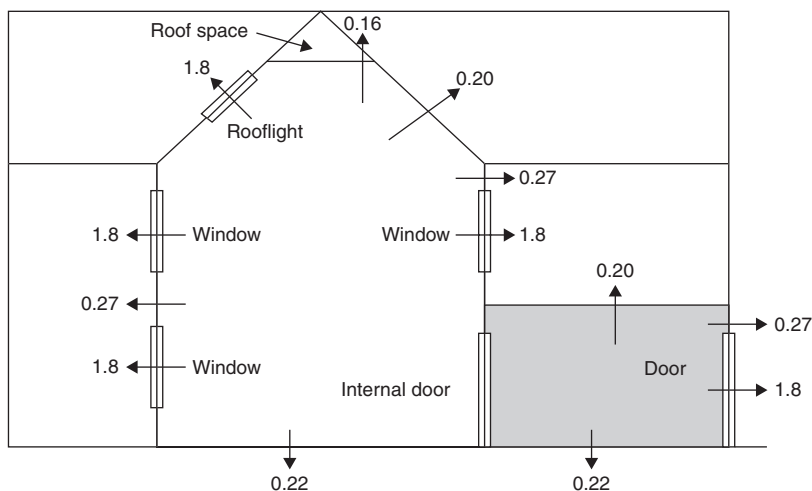 Roof space
0.16
1.8
0.20
Rooflight
0.27
1.8
Window
Window
1.8
0.20
0.27
0.27
1.8
Window
Internal door
Door
1.8
0.22
0.22